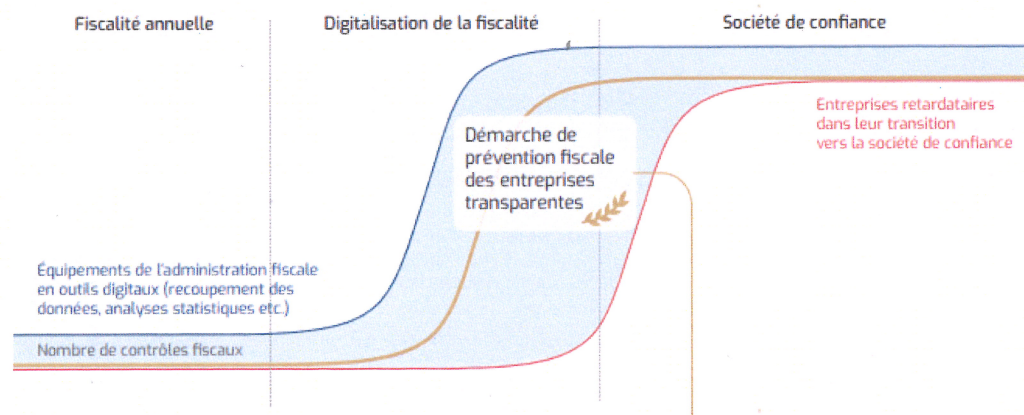 Fiscalité annuelle
Digitalisation de la fiscalité
Société de confiance
Entreprises retardataires
dans leur transition
vers la société de confiance
Démarche de
prévention fiscale
des entreprises
transparentes
Équipements de l'administration fiscale
en outils digitaux (recoupement des
données, analyses statistiques etc.)
Nombre de contrôles fiscaux